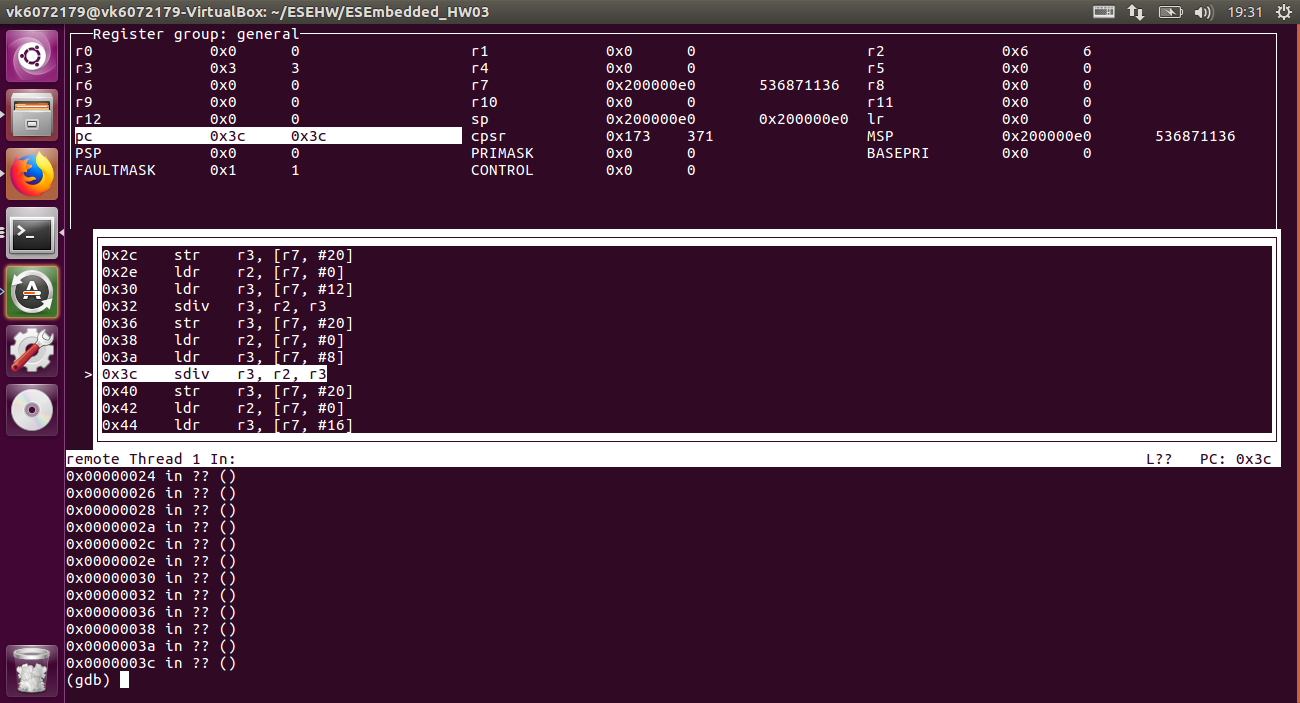 vk6072179@vk6072179-VirtualBox: ~/ESEHW/ESEmbedded_HW03 19:31
Register group: general
r0 0x0 0 r1 0x0 0 r2 0x6 6
r3 0x3 3 r4 0x0 0 r5 0x0 0
r6 0x0 0 r7 0x200000e0 536871136 r8 0x0 0
r9 0x0 0 r10 0x0 0 r11 0x0 0
r12 0x0 0 sp 0x200000e0 0x200000e0 lr 0x0 0
pc 0x3c 0x3c cpsr 0x173 371 MSP 0x200000e0 536871136
PSP 0x0 0 PRIMASK 0x0 0 BASEPRI 0x0 0
FAULTMASK 0x1 1 CONTROL 0x0 0
0x2c str r3, [r7, #20]
0x2e ldr r2, [r7, #0]
0x30 ldr r3, [r7, #12]
0x32 sdiv r3, r2, r3
0x36 str r3, [r7, #20]
0x38 ldr r2, [r7, #0]
0x3a ldr r3, [r7, #8]
> 0x3c sdiv r3, r2, r3
0x40 str r3, [r7, #20]
0x42 ldr r2, [r7, #0]
0x44 ldr r3, [r7, #16]
remote Thread 1 In: L?? PC: 0x3c
0x00000024 in ?? ()
0x00000026 in ?? ()
0x00000028 in ?? ()
0x0000002a in ?? ()
0x0000002c in ?? ()
0x0000002e in ?? ()
0x00000030 in ?? ()
0x00000032 in ?? ()
0x00000036 in ?? ()
0x00000038 in ?? ()
0x0000003a in ?? ()
0x0000003c in ?? ()
(gdb)